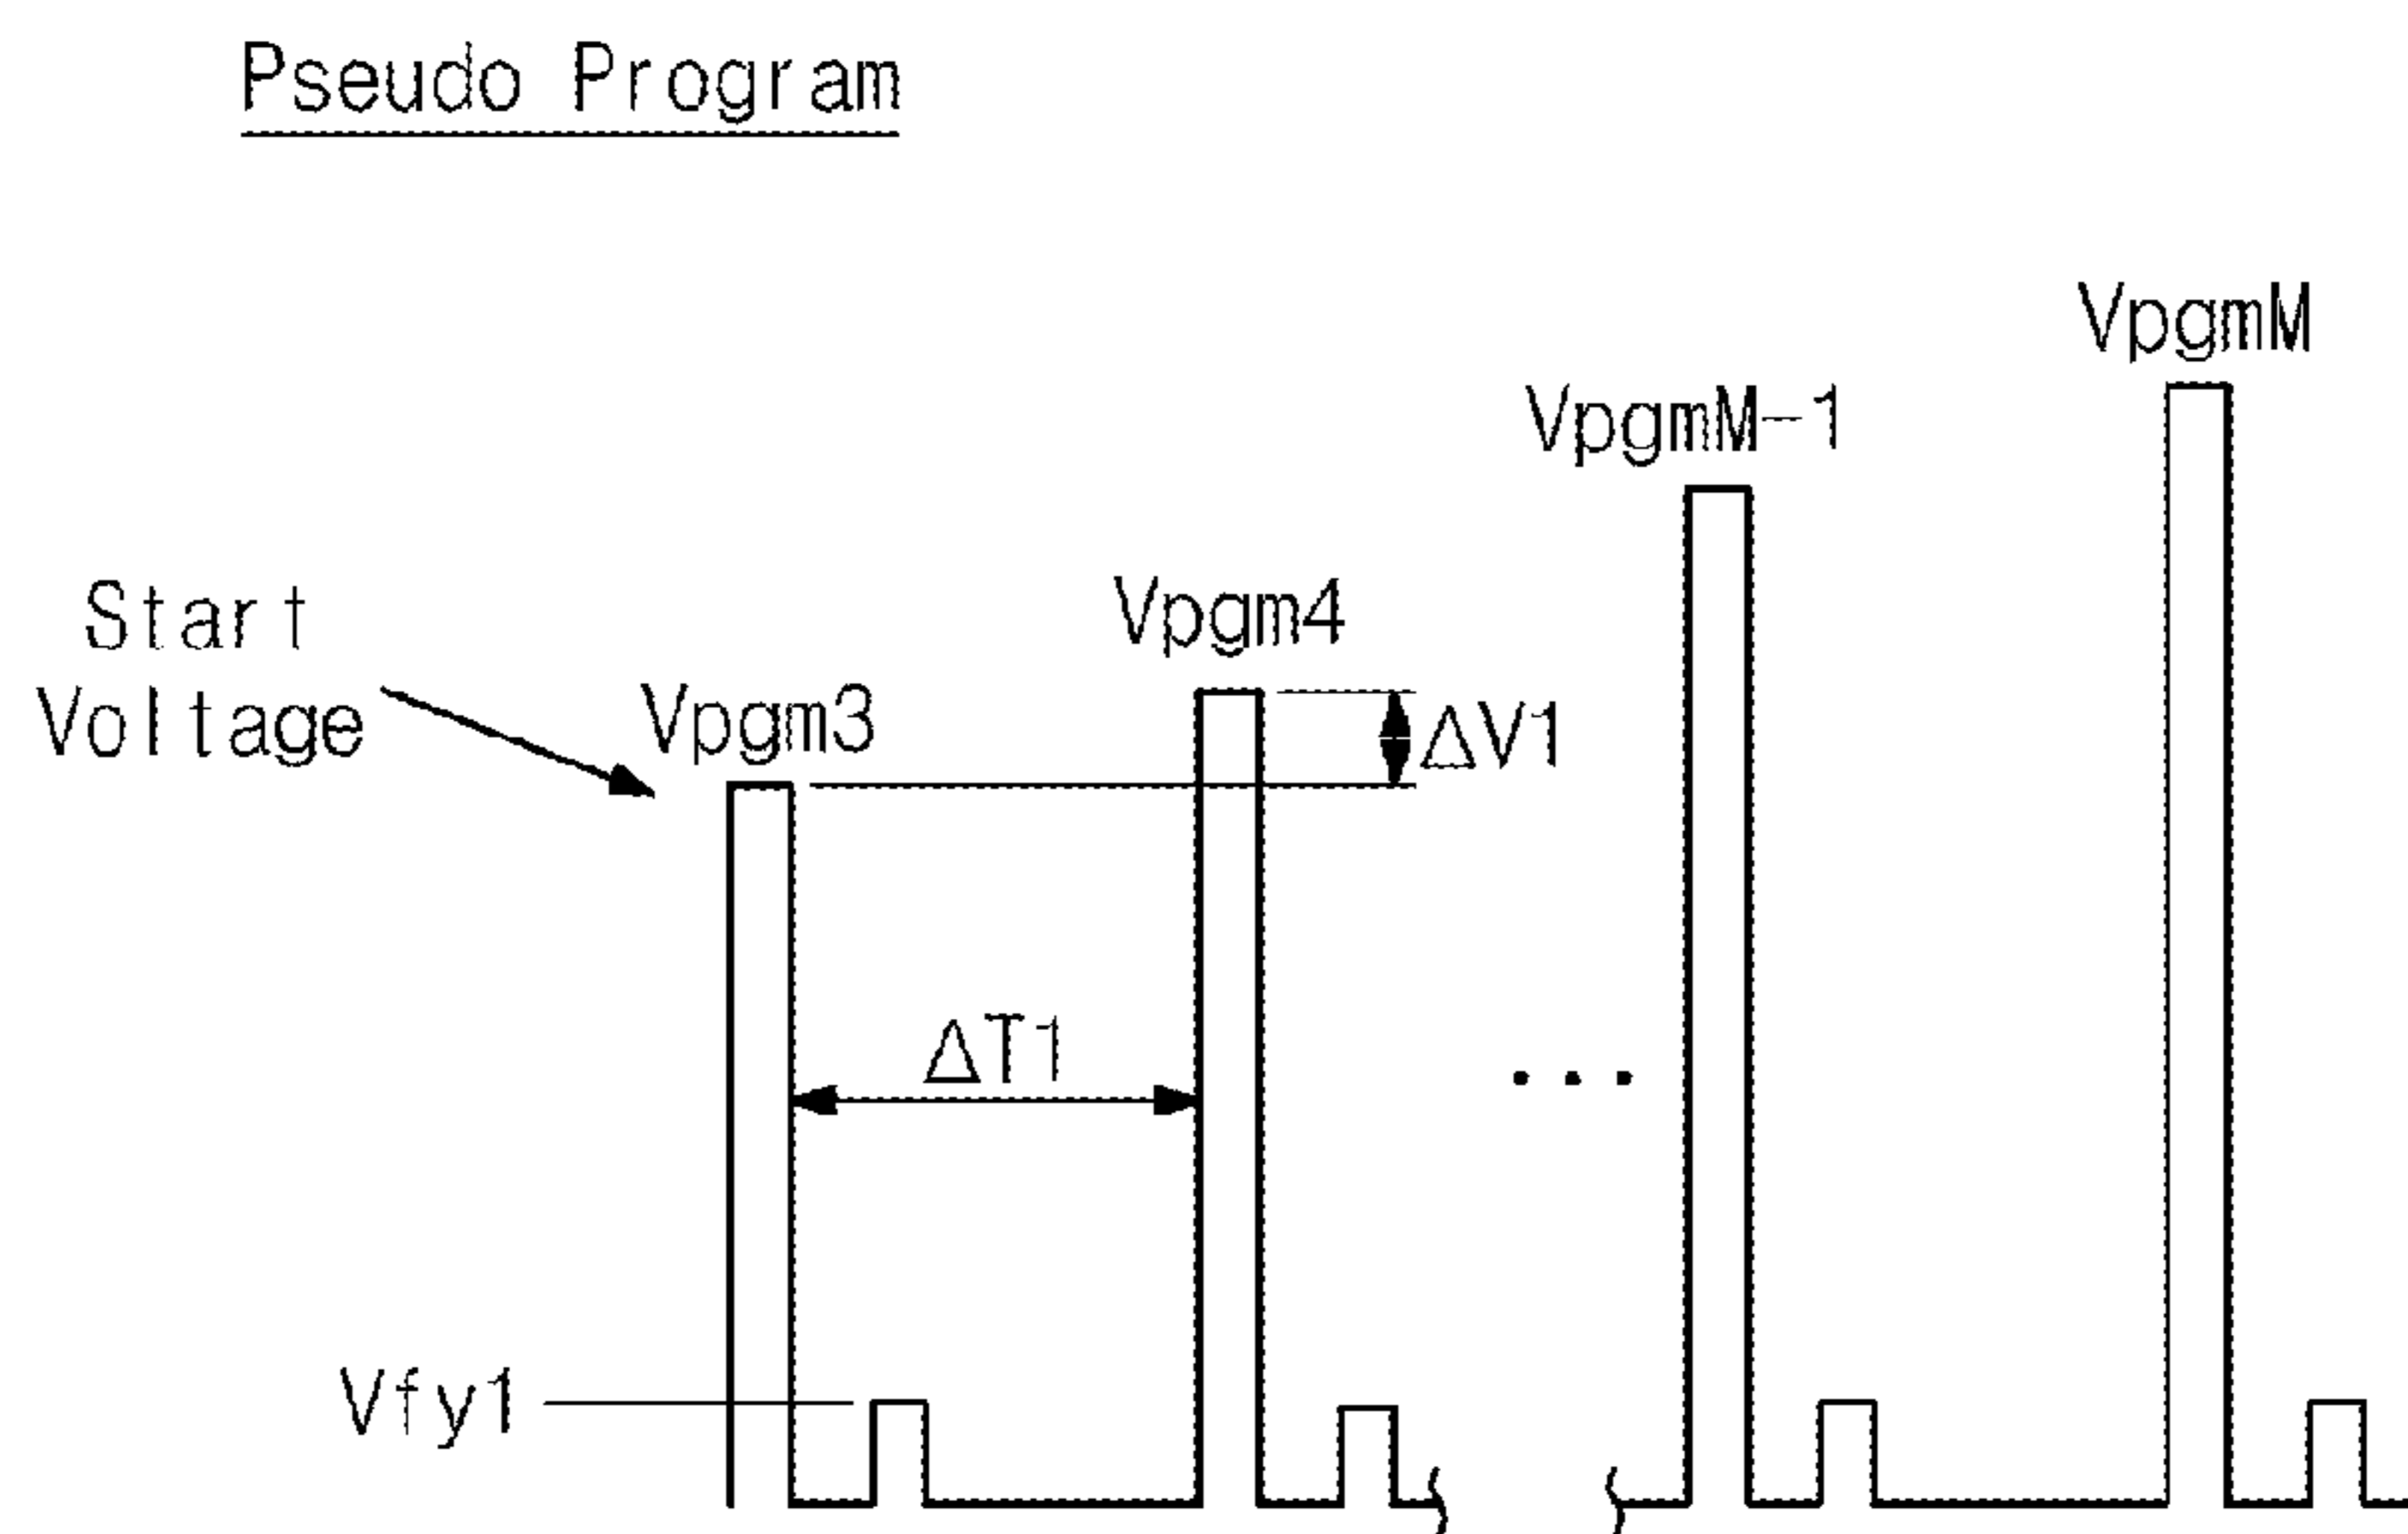 Pseudo Program
VpgmM
VpgmM-1
Start
Voltage
Vpgm4
Vpgm3
ΔV1
ΔT1
...
Vfy1